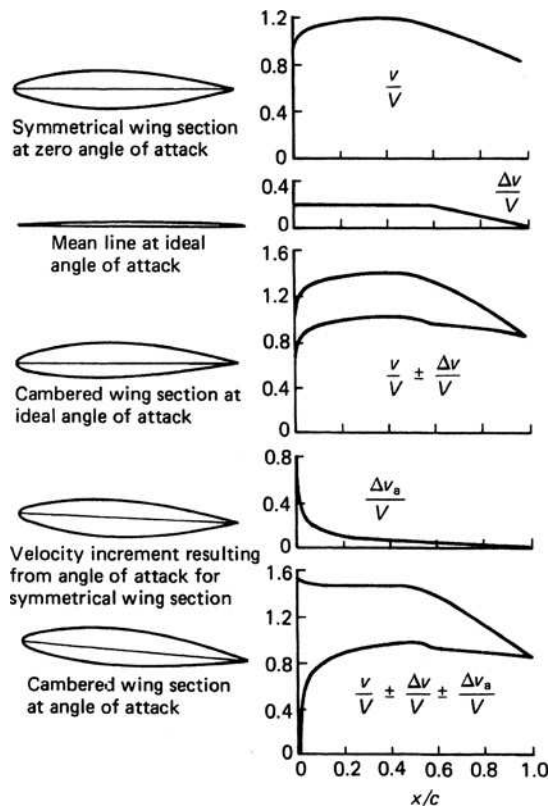 1.2
0.8
0.4
0
v/V
Symmetrical wing section
at zero angle of attack
0.4
0.2
0
Δv/V
Mean line at ideal
angle of attack
1.6
1.2
0.8
0.4
0
v/V ± Δv/V
Cambered wing section at
ideal angle of attack
0.8
0.4
0
Δvₐ/V
Velocity increment resulting
from angle of attack for
symmetrical wing section
1.6
1.2
0.8
0.4
0
v/V ± Δv/V ± Δvₐ/V
Cambered wing section
at angle of attack
0 0.2 0.4 0.6 0.8 1.0
x/c